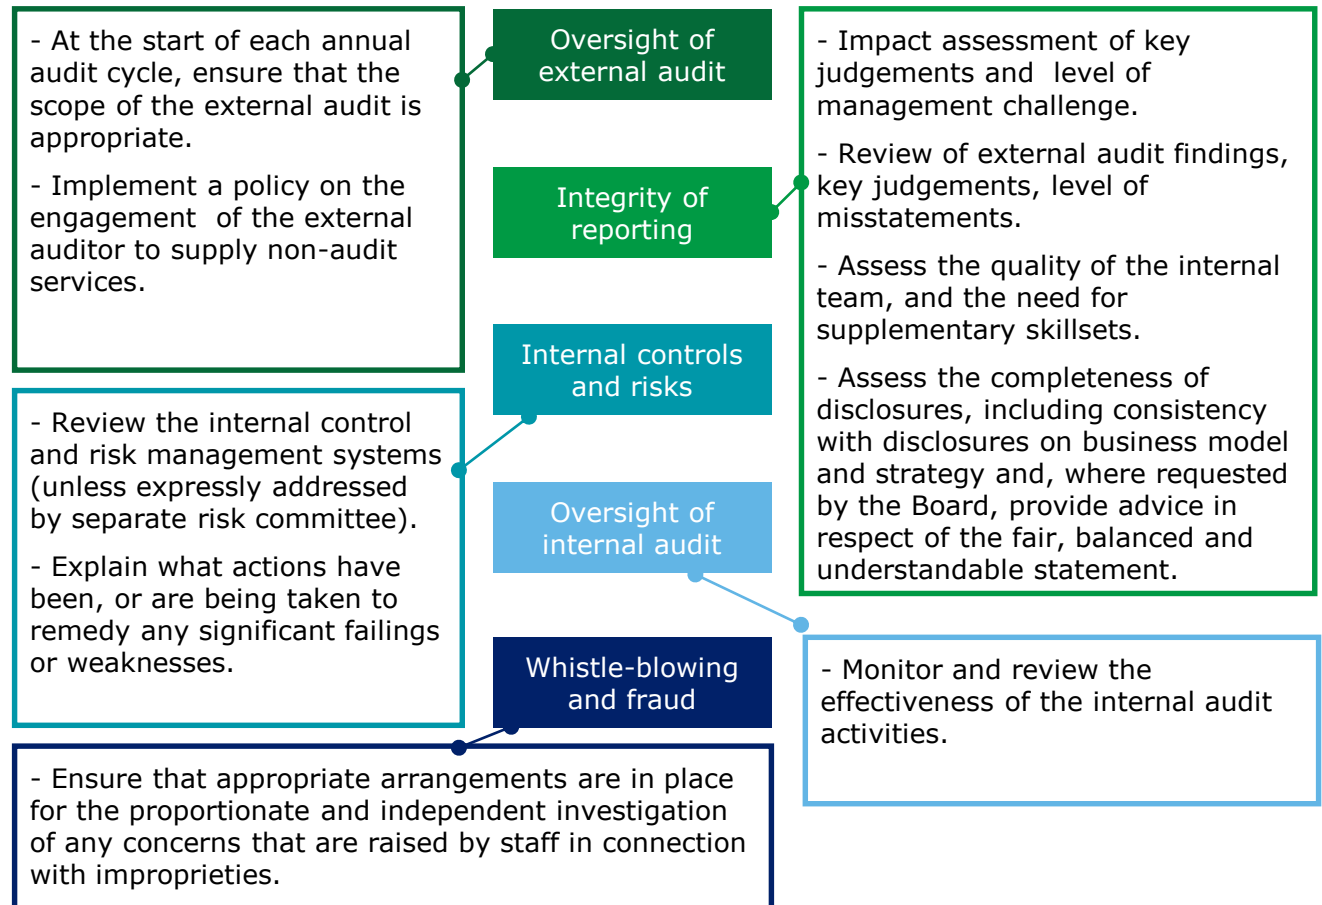 Oversight of
external audit
- At the start of each annual
audit cycle, ensure that the
scope of the external audit is
appropriate.
- Implement a policy on the
engagement  of the external
auditor to supply non-audit
services.
Integrity of
reporting
- Impact assessment of key
judgements and  level of
management challenge.
- Review of external audit findings,
key judgements, level of
misstatements.
- Assess the quality of the internal
team, and the need for
supplementary skillsets.
- Assess the completeness of
disclosures, including consistency
with disclosures on business model
and strategy and, where requested
by the Board, provide advice in
respect of the fair, balanced and
understandable statement.
Internal controls
and risks
- Review the internal control
and risk management systems
(unless expressly addressed
by separate risk committee).
- Explain what actions have
been, or are being taken to
remedy any significant failings
or weaknesses.
Oversight of
internal audit
- Monitor and review the
effectiveness of the internal audit
activities.
Whistle-blowing
and fraud
- Ensure that appropriate arrangements are in place
for the proportionate and independent investigation
of any concerns that are raised by staff in connection
with improprieties.